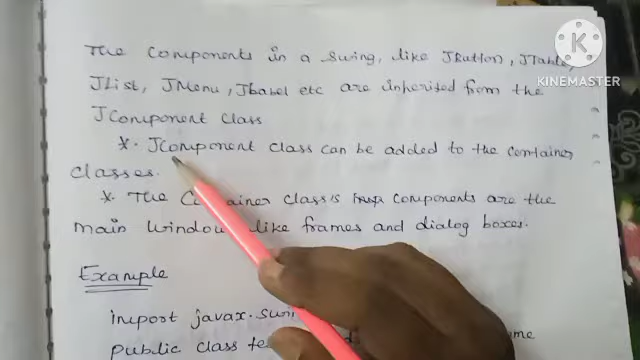 The Components in a swing, like JButton, JTable,
JList, JMenu, JLabel etc are inherited from the
JComponent class
*. JComponent class can be added to the container
classes.
* The Container class's components are the
main window like frames and dialog boxes.
Example
import javax.swi
public class te
KINEMASTER